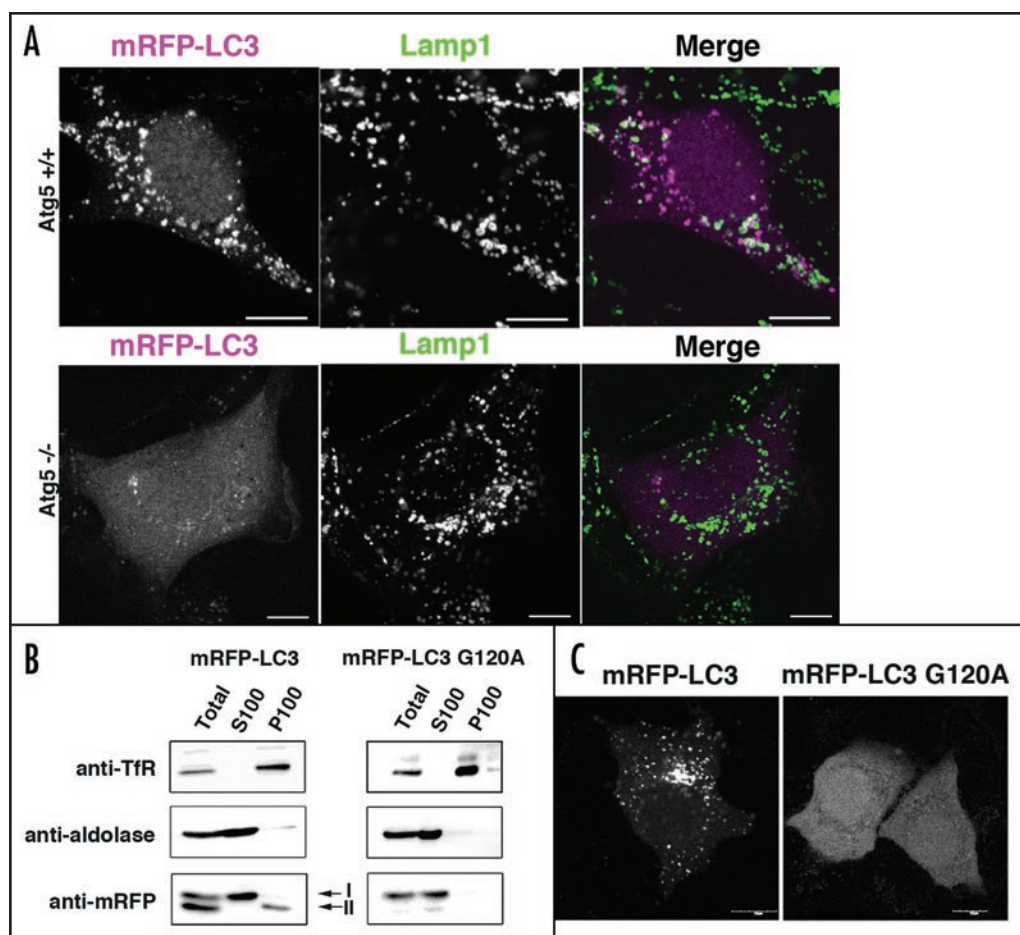 A
mRFP-LC3 Lamp1 Merge
Atg5 +/+
mRFP-LC3 Lamp1 Merge
Atg5 -/-
B
mRFP-LC3 mRFP-LC3 G120A
Total S100 P100 Total S100 P100
anti-TfR
anti-aldolase
anti-mRFP I
II
C
mRFP-LC3 mRFP-LC3 G120A